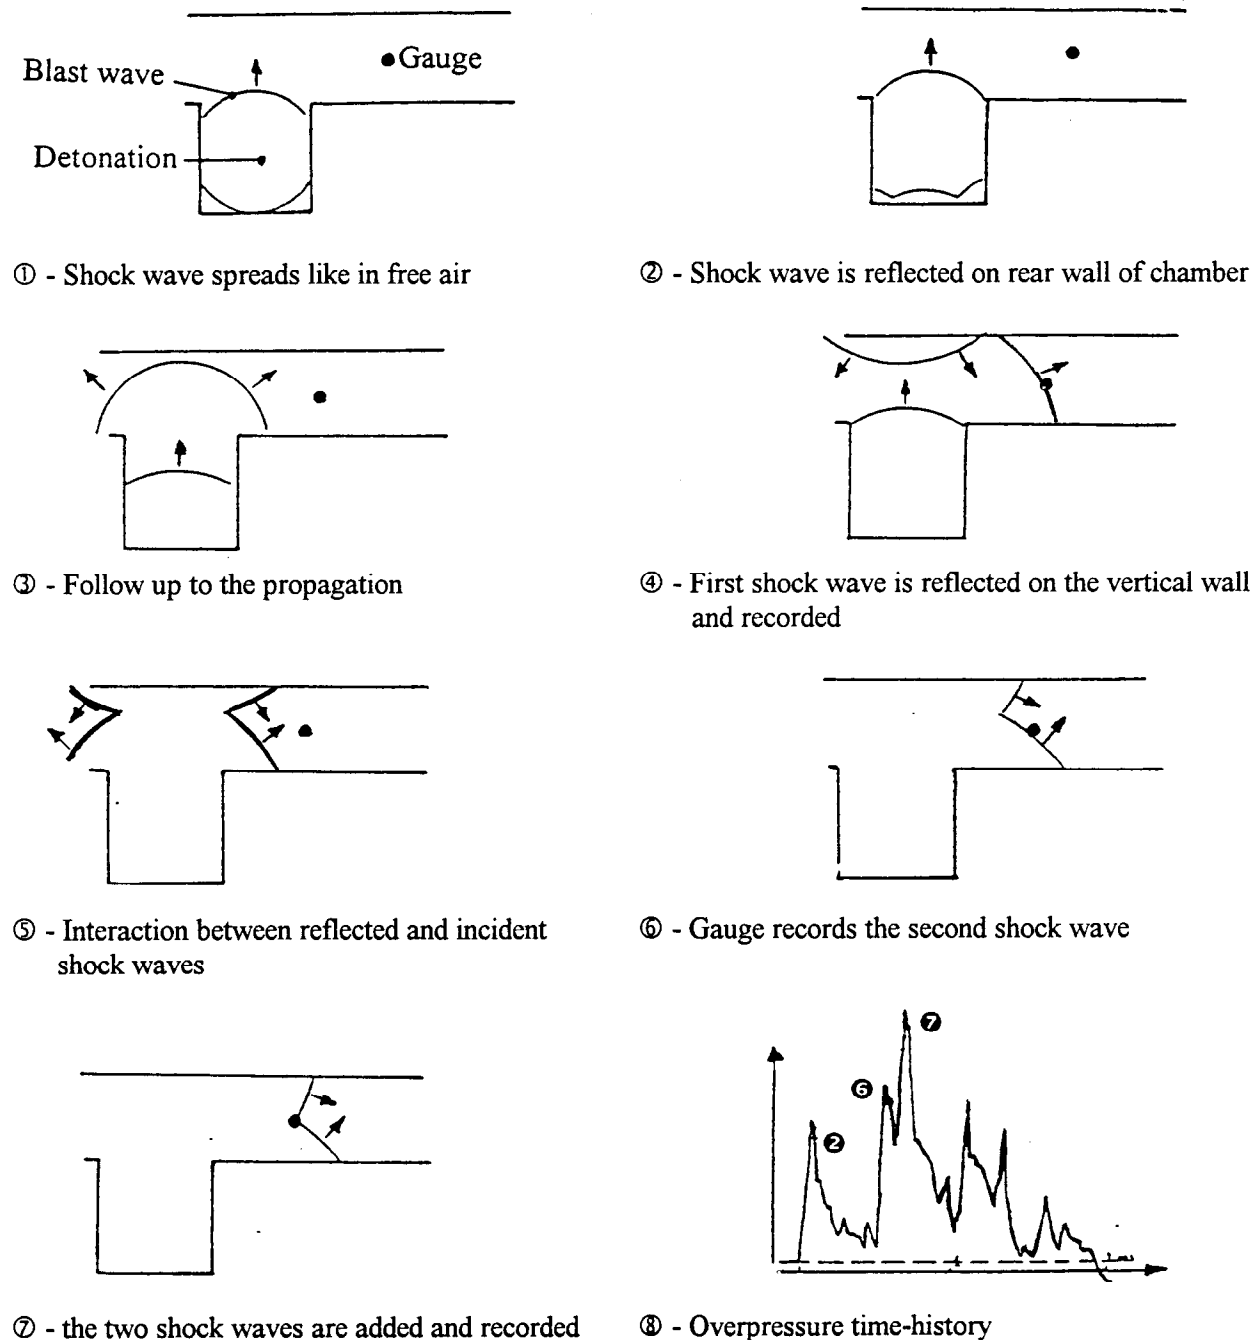 Gauge
Blast wave
Detonation
① - Shock wave spreads like in free air
② - Shock wave is reflected on rear wall of chamber
③ - Follow up to the propagation
④ - First shock wave is reflected on the vertical wall
and recorded
⑤ - Interaction between reflected and incident
shock waves
⑥ - Gauge records the second shock wave
❼
❻
❷
⑦ - the two shock waves are added and recorded
⑧ - Overpressure time-history